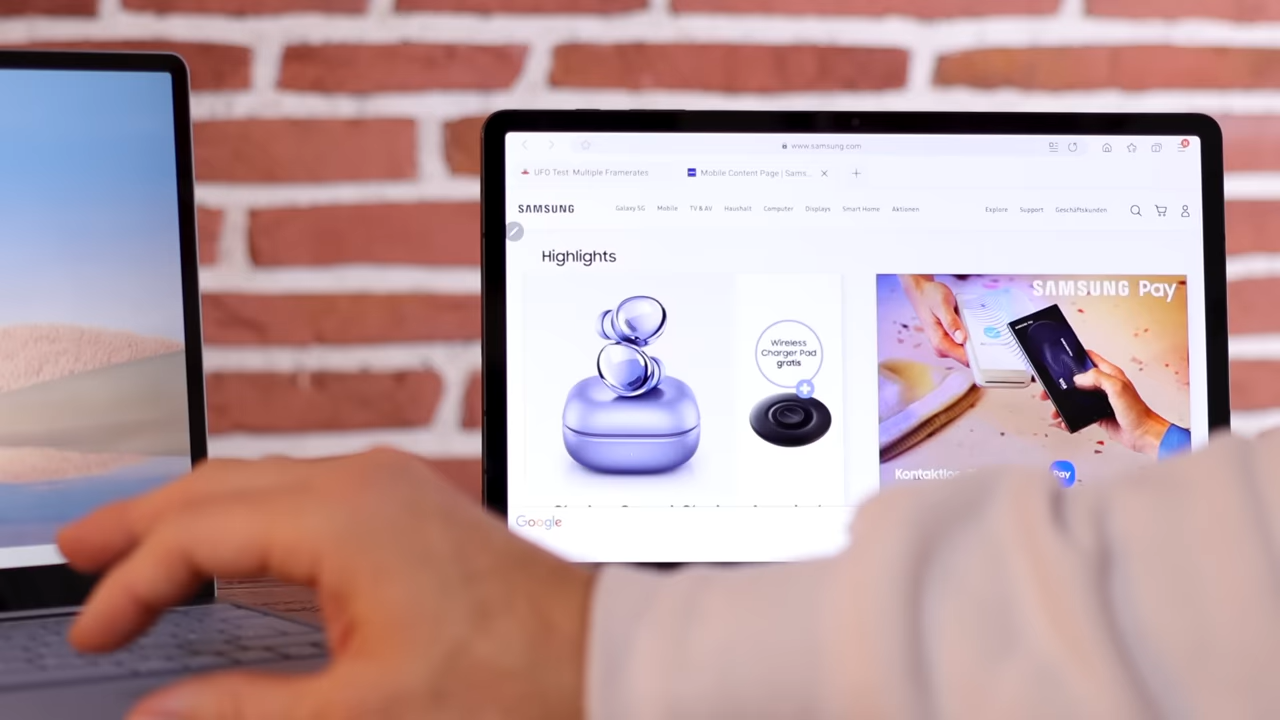 www.samsung.com
UFO Test: Multiple Framerates
Mobile Content Page | Sams...
SAMSUNG Galaxy 5G Mobile TV & AV Haushalt Computer Displays Smart Home Aktionen Explore Support Geschäftskunden
Highlights
SAMSUNG Pay
Wireless
Charger Pad
gratis
Pay
Google